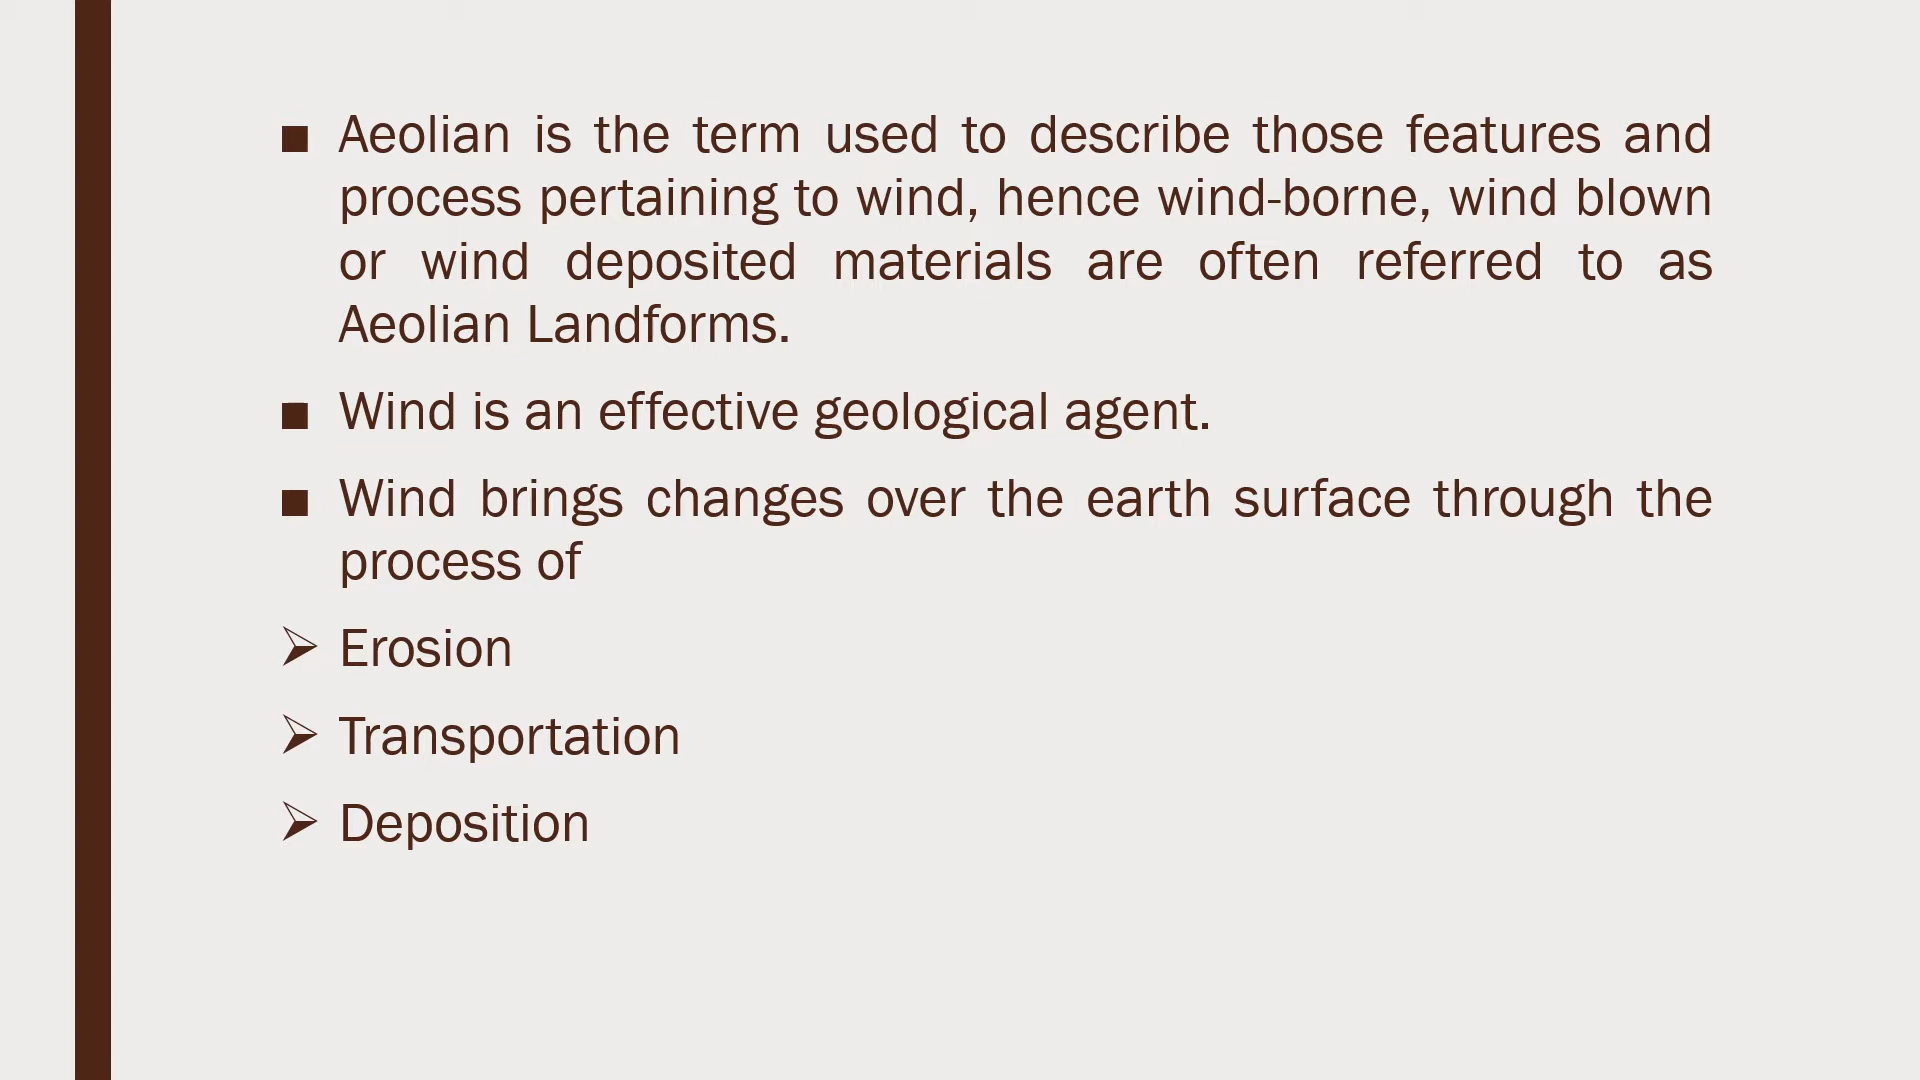 ■ Aeolian is the term used to describe those features and
process pertaining to wind, hence wind-borne, wind blown
or wind deposited materials are often referred to as
Aeolian Landforms.
■ Wind is an effective geological agent.
■ Wind brings changes over the earth surface through the
process of
➢ Erosion
➢ Transportation
➢ Deposition